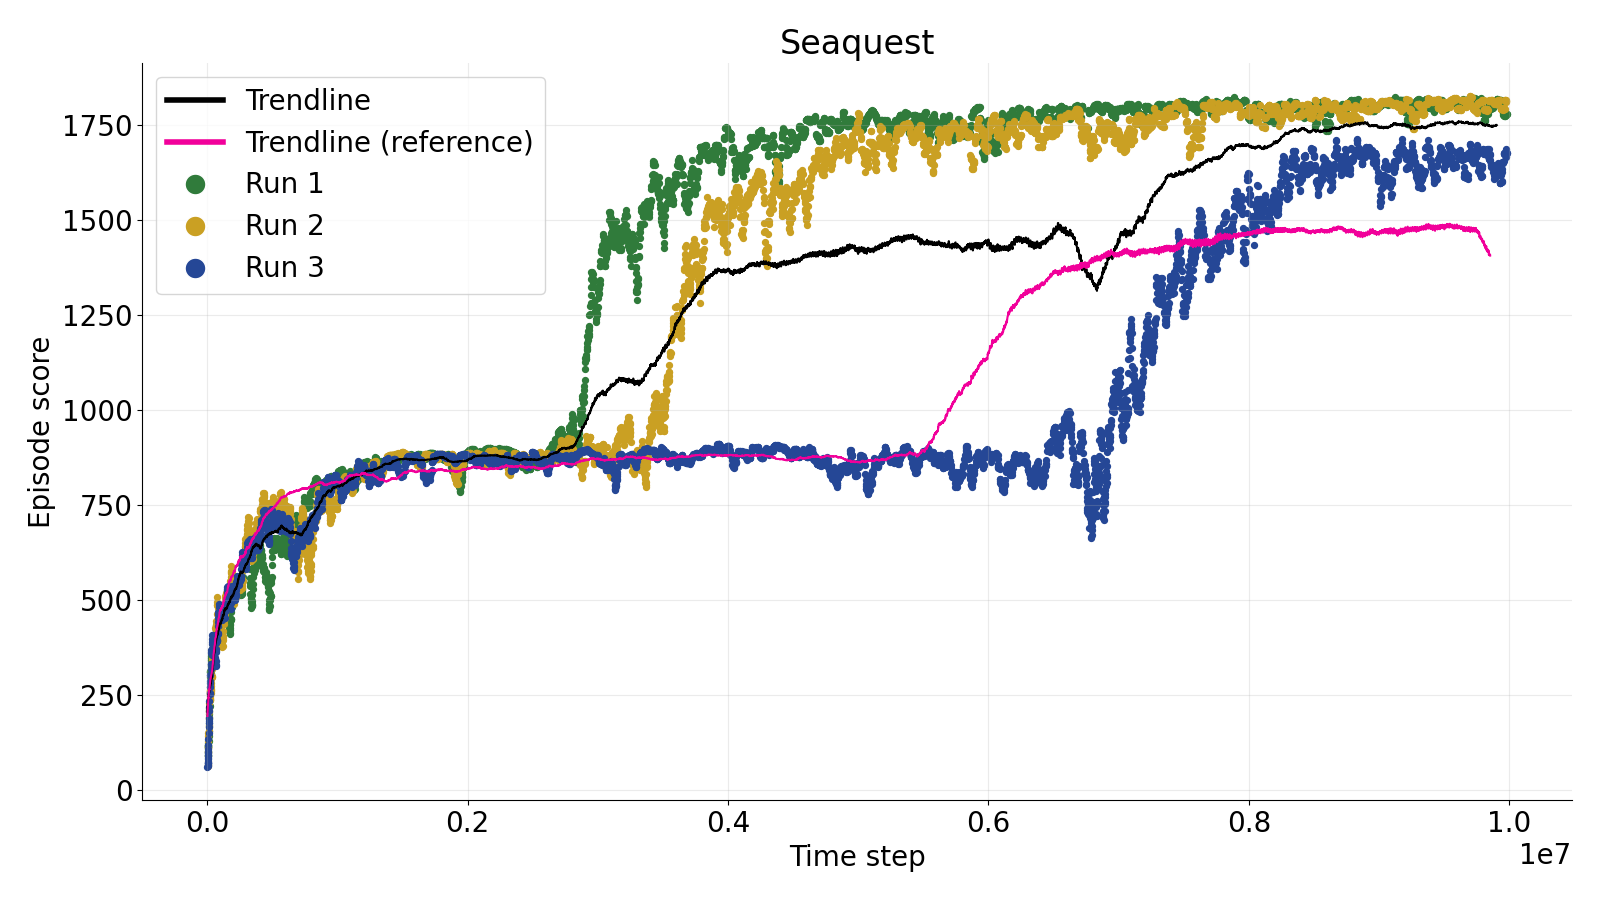 Seaquest
Trendline
Trendline (reference)
Run 1
Run 2
Run 3
1750
1500
1250
1000
750
500
250
0
Episode score
0.0 0.2 0.4 0.6 0.8 1.0
1e7
Time step